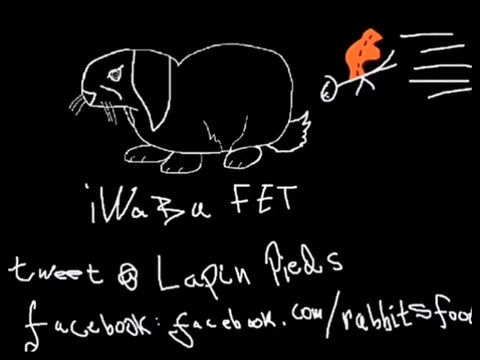 iWaBu FET
tweet @ Lapin Pieds
facebook: facebook.com/rabbitsfoo